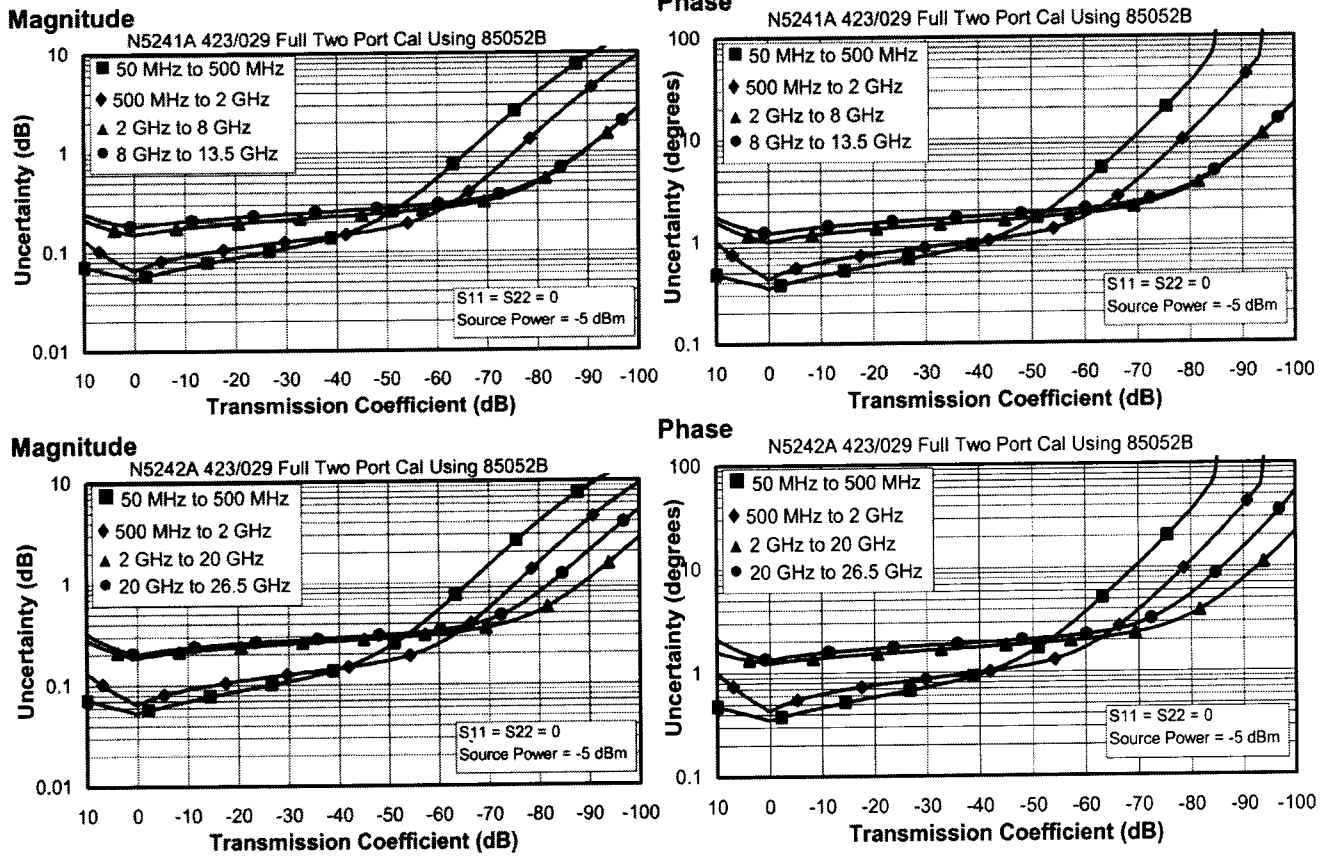 Magnitude
N5241A 423/029 Full Two Port Cal Using 85052B
Uncertainty (dB)
10
1
0.1
0.01
50 MHz to 500 MHz
500 MHz to 2 GHz
2 GHz to 8 GHz
8 GHz to 13.5 GHz
S11 = S22 = 0
Source Power = -5 dBm
10 0 -10 -20 -30 -40 -50 -60 -70 -80 -90 -100
Transmission Coefficient (dB)
Phase
N5241A 423/029 Full Two Port Cal Using 85052B
Uncertainty (degrees)
100
10
1
0.1
50 MHz to 500 MHz
500 MHz to 2 GHz
2 GHz to 8 GHz
8 GHz to 13.5 GHz
S11 = S22 = 0
Source Power = -5 dBm
10 0 -10 -20 -30 -40 -50 -60 -70 -80 -90 -100
Transmission Coefficient (dB)
Magnitude
N5242A 423/029 Full Two Port Cal Using 85052B
Uncertainty (dB)
10
1
0.1
0.01
50 MHz to 500 MHz
500 MHz to 2 GHz
2 GHz to 20 GHz
20 GHz to 26.5 GHz
S11 = S22 = 0
Source Power = -5 dBm
10 0 -10 -20 -30 -40 -50 -60 -70 -80 -90 -100
Transmission Coefficient (dB)
Phase
N5242A 423/029 Full Two Port Cal Using 85052B
Uncertainty (degrees)
100
10
1
0.1
50 MHz to 500 MHz
500 MHz to 2 GHz
2 GHz to 20 GHz
20 GHz to 26.5 GHz
S11 = S22 = 0
Source Power = -5 dBm
10 0 -10 -20 -30 -40 -50 -60 -70 -80 -90 -100
Transmission Coefficient (dB)